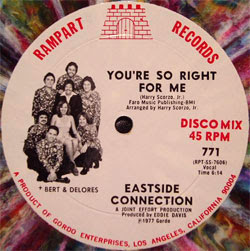 RAMPART RECORDS
YOU'RE SO RIGHT
FOR ME
(Harry Scorzo, Jr.)
Faro Music Publishing-BMI
Arranged by Harry Scorzo, Jr.
DISCO MIX
45 RPM
771
(RPT-SS-7606)
Vocal
Time 6:14
+ BERT & DELORES
EASTSIDE
CONNECTION
A JOINT EFFORT PRODUCTION
Produced by EDDIE DAVIS
℗1977 Gordo
A PRODUCT OF GORDO ENTERPRISES, LOS ANGELES, CALIFORNIA 90004